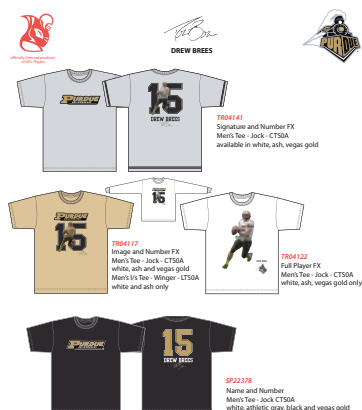 DREW BREES
officially licensed product
of NFL Players
PURDUE
PURDUE
15
DREW BREES
TR04141
Signature and Number FX
Men's Tee - Jock - CT50A
available in white, ash, vegas gold
PURDUE
15
15
TR04117
Image and Number FX
Men's Tee - Jock - CT50A
white, ash and vegas gold
Men's l/s Tee - Winger - LT50A
white and ash only
TR04122
Full Player FX
Men's Tee - Jock - CT50A
white, ash, vegas gold only
PURDUE
15
DREW BREES
SP22378
Name and Number
Men's Tee - Jock - CT50A
white, athletic gray, black and vegas gold